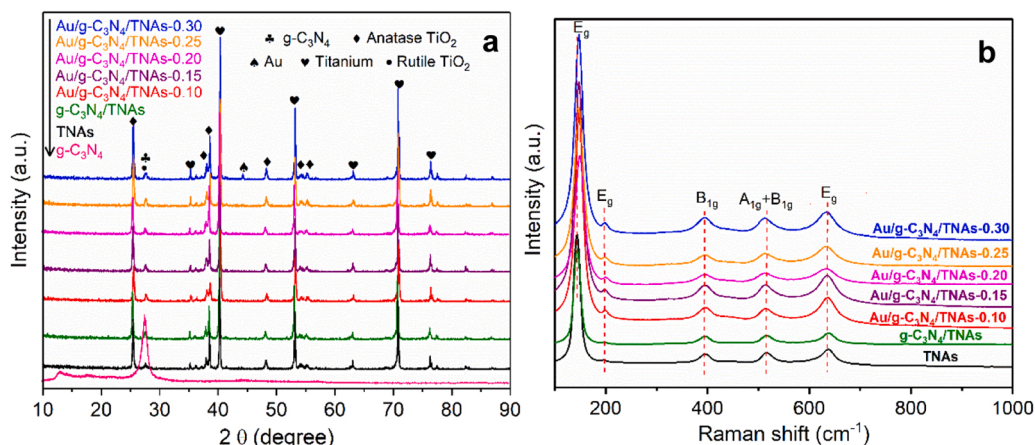 a
Au/g-C₃N₄/TNAs-0.30
Au/g-C₃N₄/TNAs-0.25
Au/g-C₃N₄/TNAs-0.20
Au/g-C₃N₄/TNAs-0.15
Au/g-C₃N₄/TNAs-0.10
g-C₃N₄/TNAs
TNAs
g-C₃N₄
♣ g-C₃N₄ ♦ Anatase TiO₂
♠ Au ♥ Titanium • Rutile TiO₂
Intensity (a.u.)
10 20 30 40 50 60 70 80 90
2 θ (degree)
b
E_g
E_g
B₁g
A₁g+B₁g
E_g
Au/g-C₃N₄/TNAs-0.30
Au/g-C₃N₄/TNAs-0.25
Au/g-C₃N₄/TNAs-0.20
Au/g-C₃N₄/TNAs-0.15
Au/g-C₃N₄/TNAs-0.10
g-C₃N₄/TNAs
TNAs
Intensity (a.u.)
200 400 600 800 1000
Raman shift (cm⁻¹)